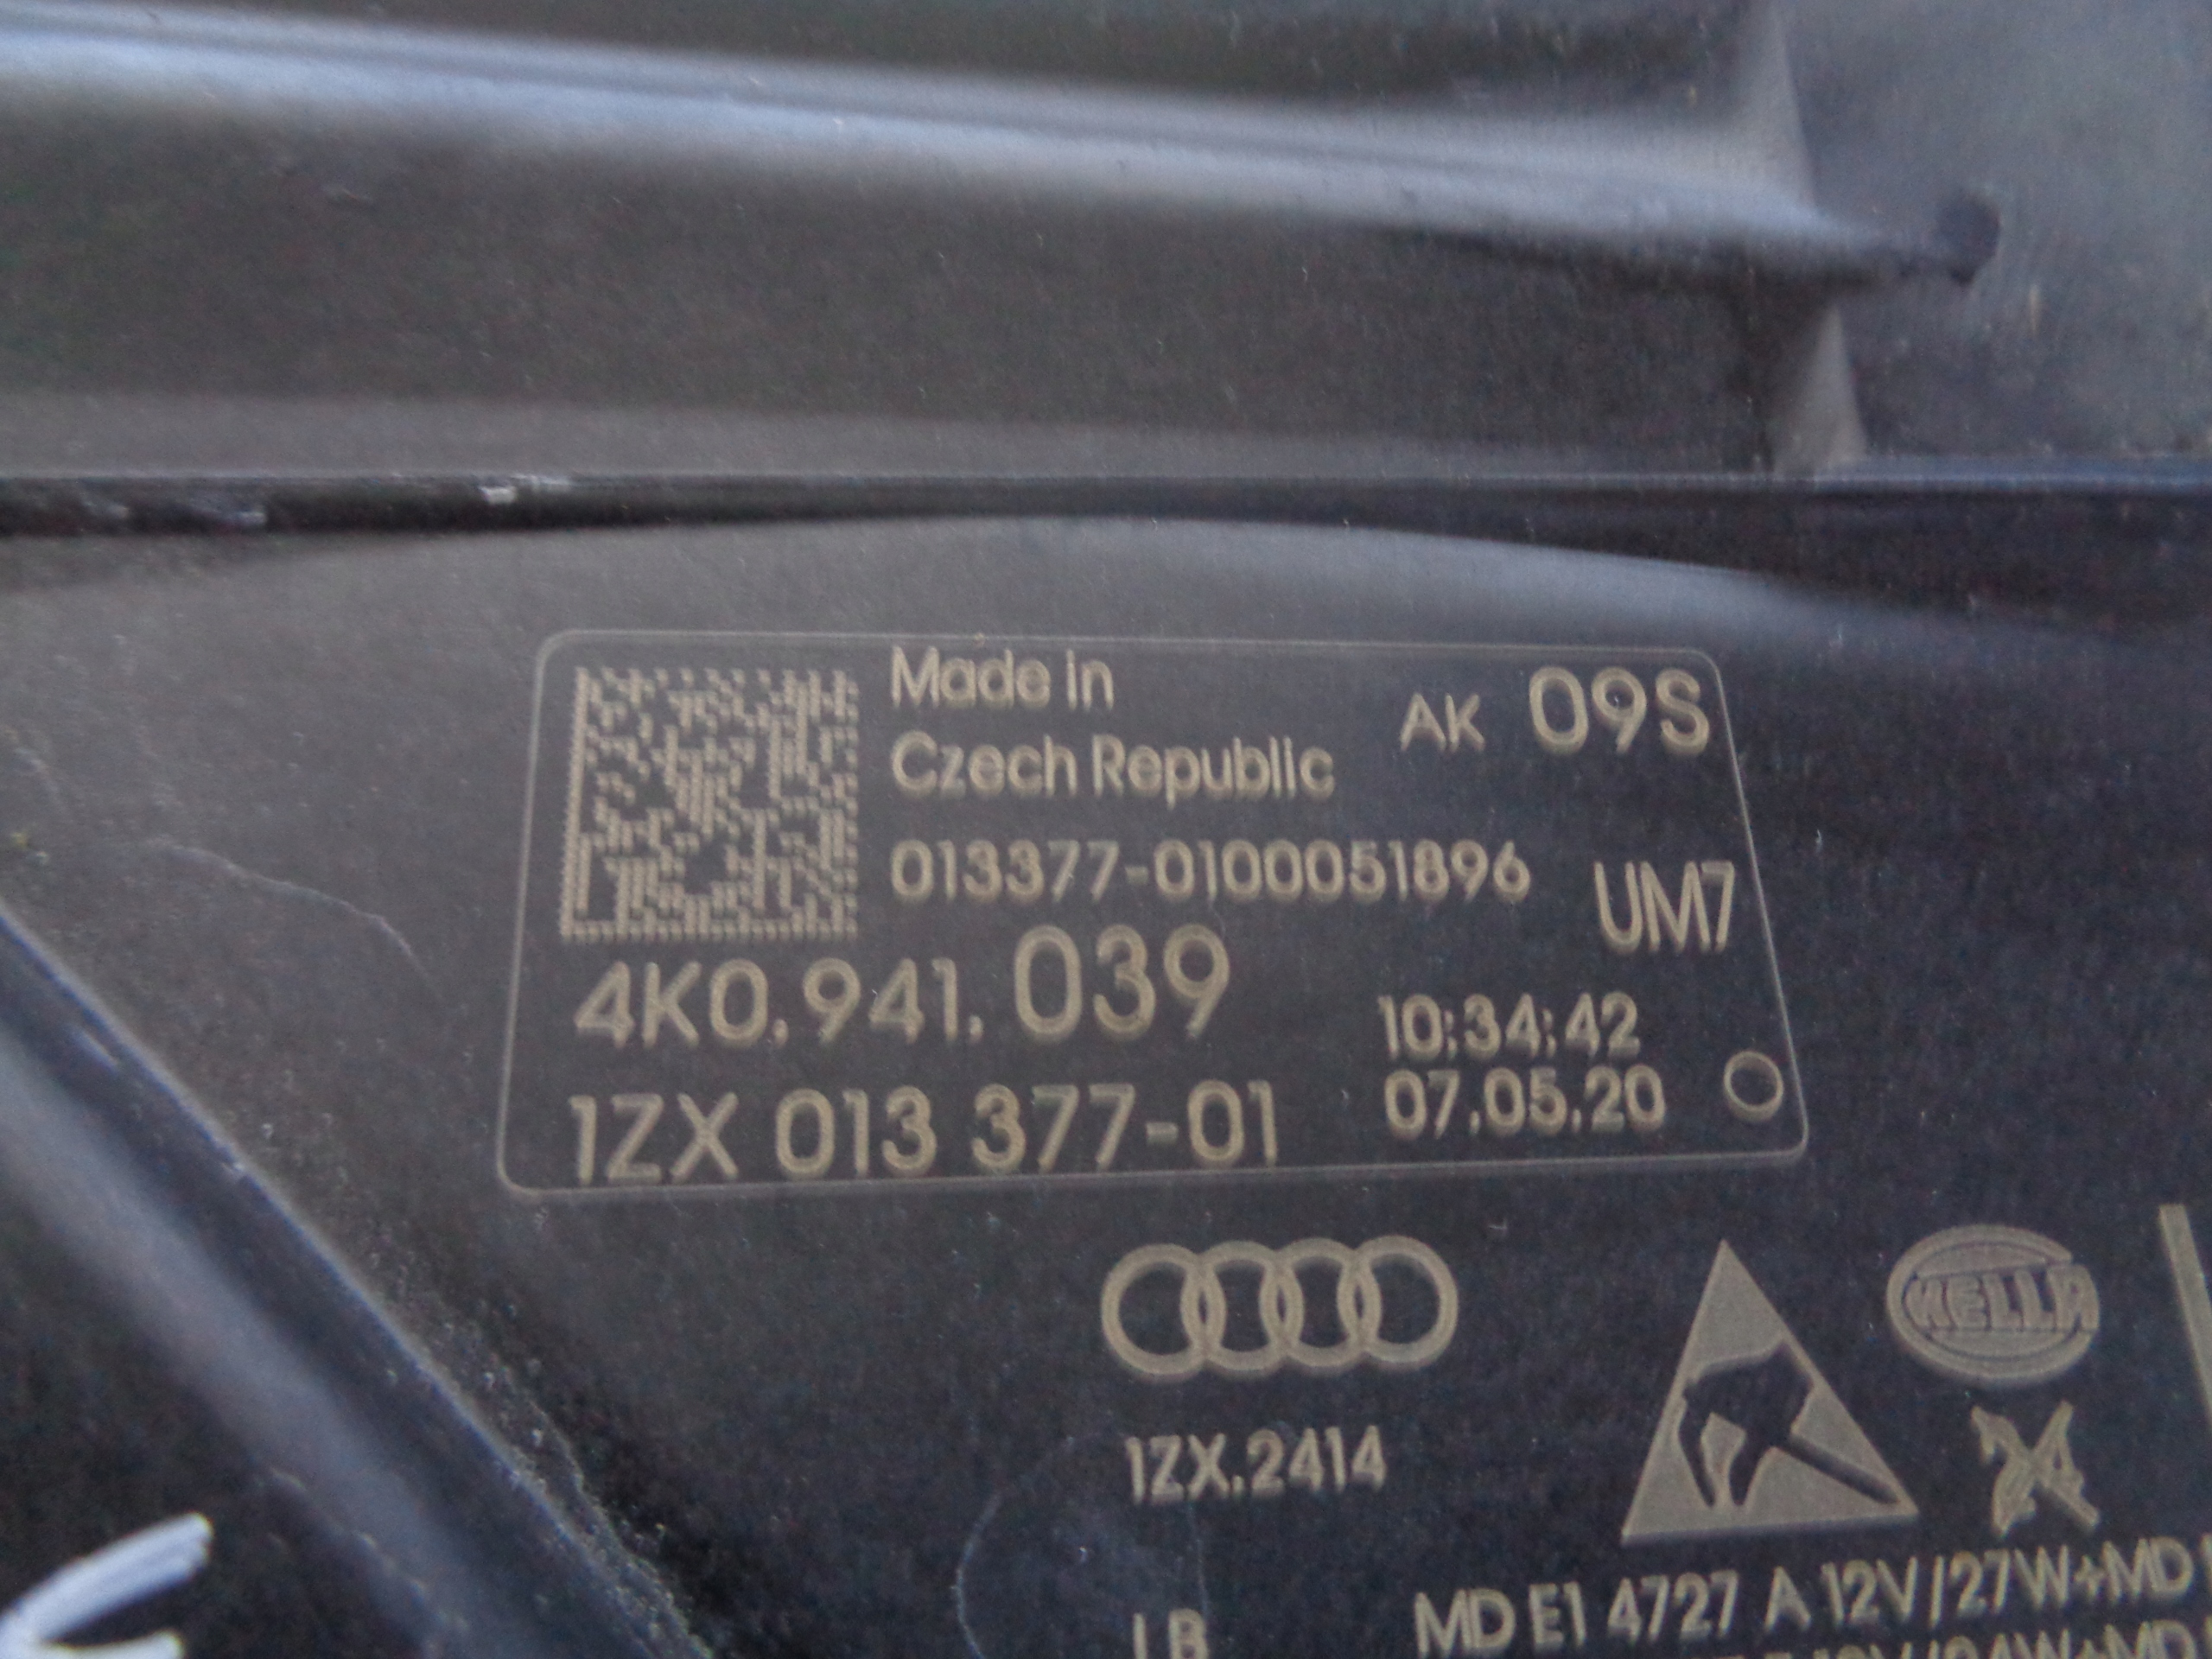 Made in
Czech Republic
AK 09S
013377-0100051896
UM7
4K0.941.039
10:34:42
07.05.20
1ZX 013 377-01
HELLA
1ZX.2414
MD E1 4727 A 12V/27W+MD